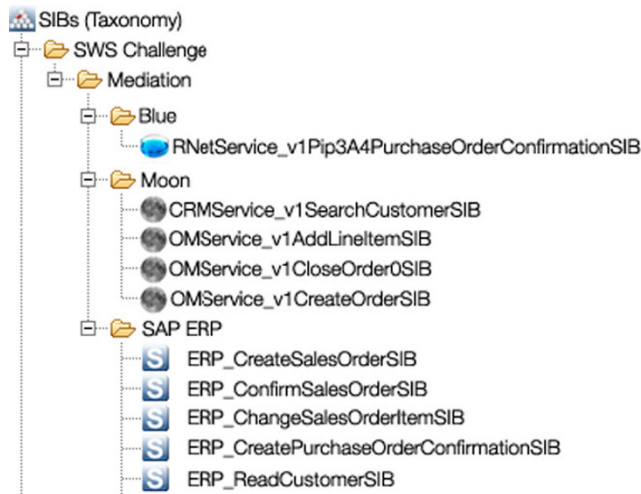 SIBs (Taxonomy)
SWS Challenge
Mediation
Blue
RNetService_v1Pip3A4PurchaseOrderConfirmationSIB
Moon
CRMService_v1SearchCustomerSIB
OMService_v1AddLineItemSIB
OMService_v1CloseOrder0SIB
OMService_v1CreateOrderSIB
SAP ERP
S ERP_CreateSalesOrderSIB
S ERP_ConfirmSalesOrderSIB
S ERP_ChangeSalesOrderItemSIB
S ERP_CreatePurchaseOrderConfirmationSIB
S ERP_ReadCustomerSIB